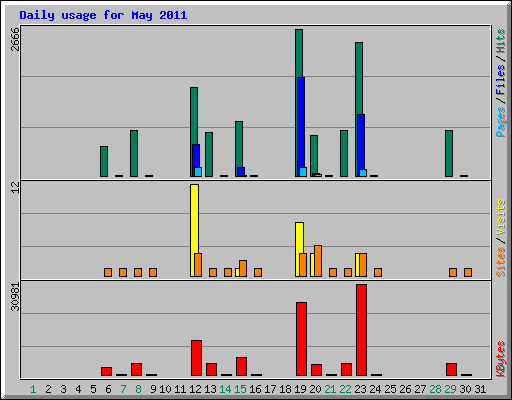 Daily usage for May 2011
2666
Pages / Files / Hits
12
Sites / Visits
30981
KBytes
1 2 3 4 5 6 7 8 9 10 11 12 13 14 15 16 17 18 19 20 21 22 23 24 25 26 27 28 29 30 31